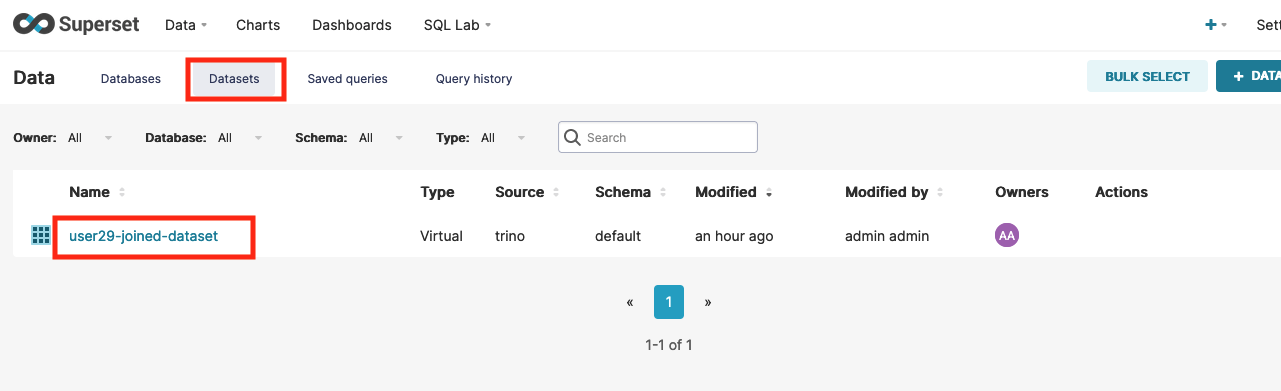 Superset Data Charts Dashboards SQL Lab + Sett
Data Databases Datasets Saved queries Query history BULK SELECT + DATA
Owner: All Database: All Schema: All Type: All Search
Name Type Source Schema Modified Modified by Owners Actions
user29-joined-dataset Virtual trino default an hour ago admin admin AA
« 1 »
1-1 of 1